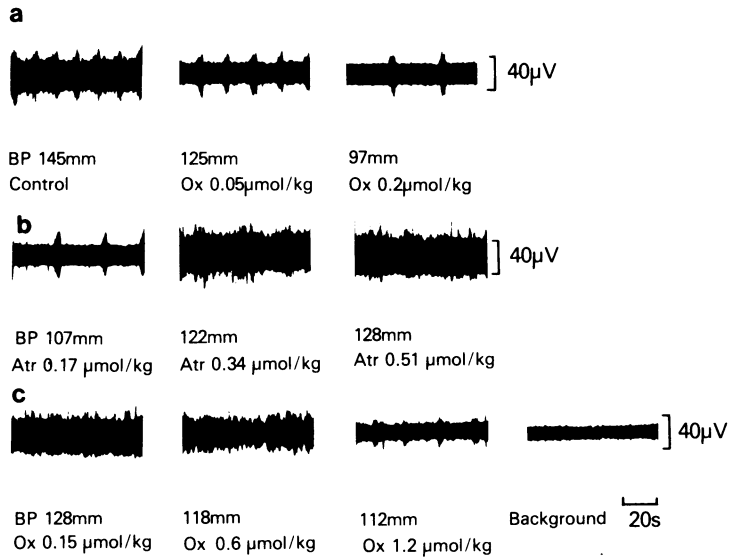 a
40µV
BP 145mm 125mm 97mm
Control Ox 0.05µmol/kg Ox 0.2µmol/kg
b
40µV
BP 107mm 122mm 128mm
Atr 0.17 µmol/kg Atr 0.34 µmol/kg Atr 0.51 µmol/kg
c
40µV
BP 128mm 118mm 112mm Background 20s
Ox 0.15 µmol/kg Ox 0.6 µmol/kg Ox 1.2 µmol/kg